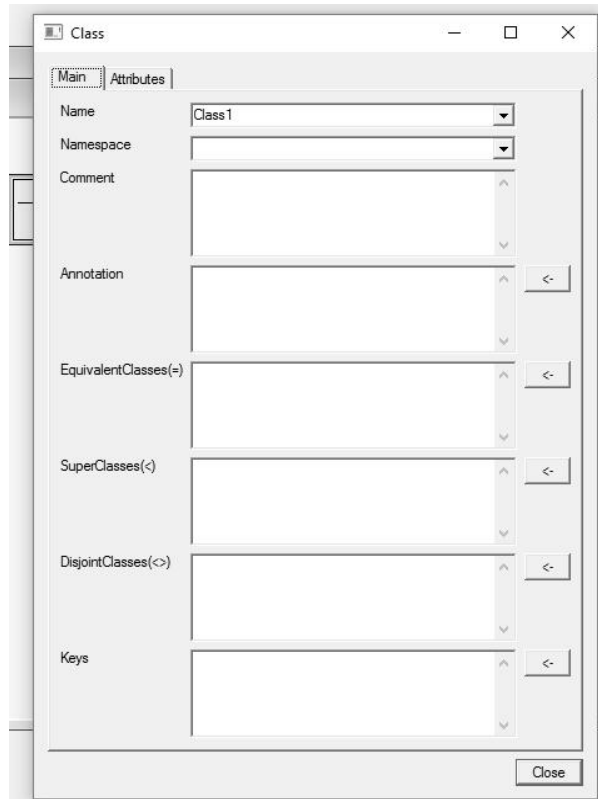 Class
Main Attributes
Name Class1
Namespace
Comment
Annotation <-
EquivalentClasses(=) <-
SuperClasses(<) <-
DisjointClasses(<>) <-
Keys <-
Close